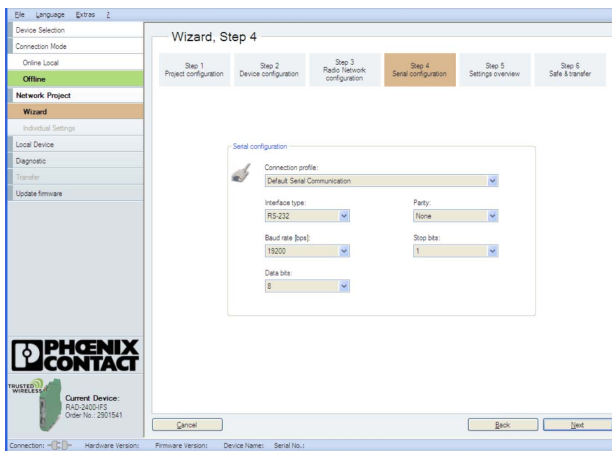 File Language Extras ?
Device Selection
Connection Mode
Online Local
Offline
Network Project
Wizard
Individual Settings
Local Device
Diagnostic
Transfer
Update firmware
PHŒNIX
CONTACT
TRUSTED
WIRELESS
Current Device:
RAD-2400-IFS
Order No.: 2901541
Wizard, Step 4
Step 1
Project configuration
Step 2
Device configuration
Step 3
Radio Network
configuration
Step 4
Serial configuration
Step 5
Settings overview
Step 6
Safe & transfer
Serial configuration
Connection profile:
Default Serial Communication
Interface type:
RS-232
Parity:
None
Baud rate [bps]:
19200
Stop bits:
1
Data bits:
8
Cancel
Back
Next
Connection: Hardware Version: Firmware Version: Device Name: Serial No.: